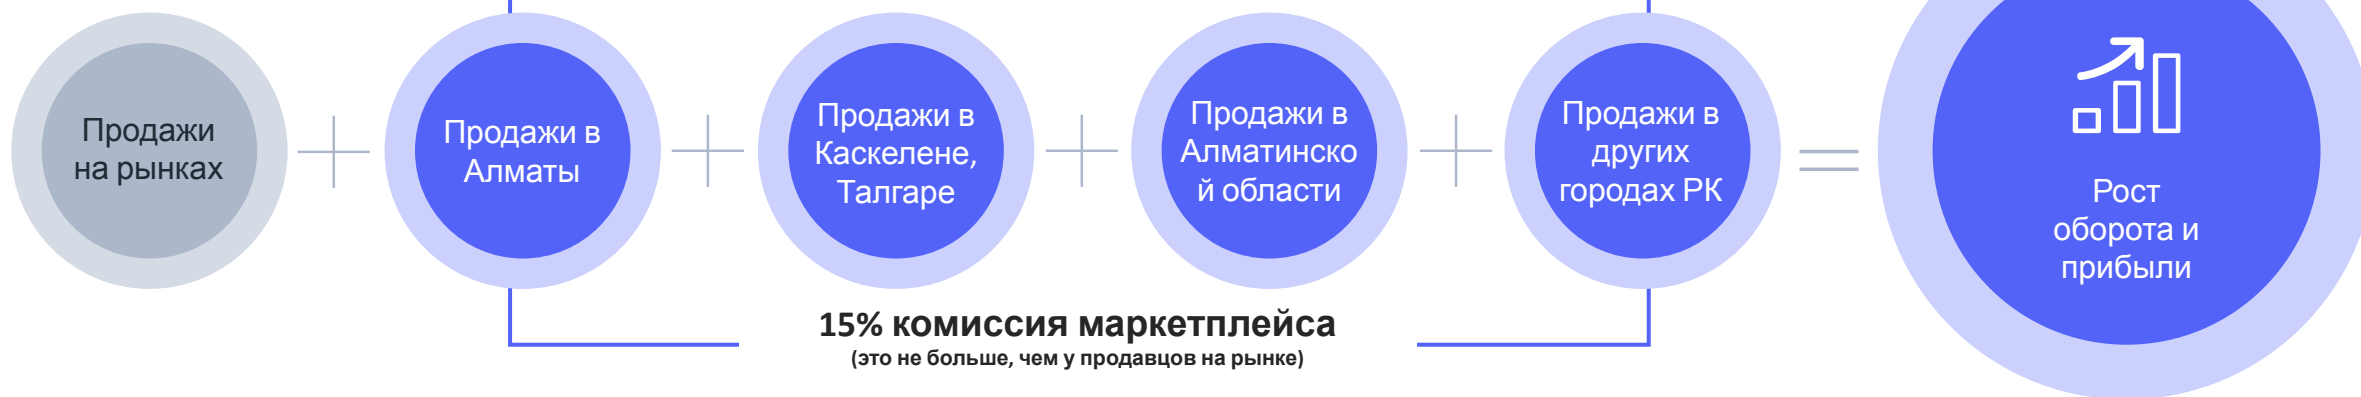 Продажи
на рынках
Продажи в
Алматы
Продажи в
Каскелене,
Талгаре
Продажи в
Алматинско
й области
Продажи в
других
городах РК
Рост
оборота и
прибыли
15% комиссия маркетплейса
(это не больше, чем у продавцов на рынке)